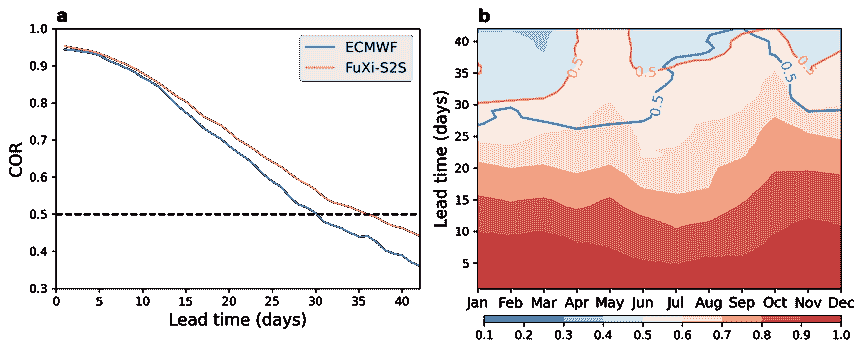 a
1.0
0.9
0.8
0.7
0.6
0.5
0.4
0.3
COR
0 5 10 15 20 25 30 35 40
Lead time (days)
ECMWF
FuXi-S2S
b
40
35
30
25
20
15
10
5
Lead time (days)
0.5
0.5
0.5
0.5
0.5
0.5
Jan Feb Mar Apr May Jun Jul Aug Sep Oct Nov Dec
0.1 0.2 0.3 0.4 0.5 0.6 0.7 0.8 0.9 1.0